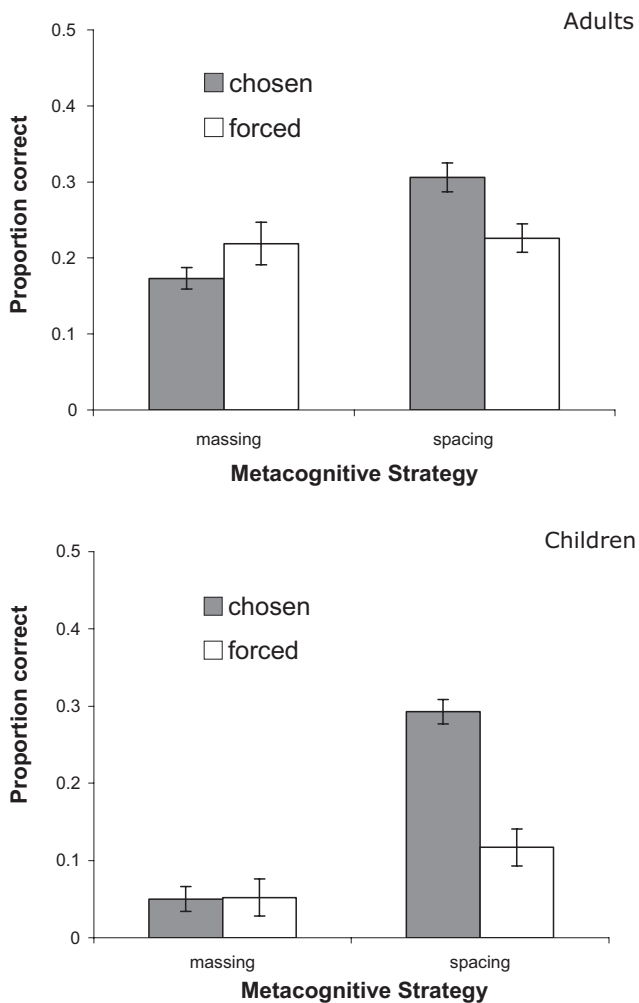 Adults
0.5
0.4
0.3
0.2
0.1
0
Proportion correct
chosen
forced
massing spacing
Metacognitive Strategy
Children
0.5
0.4
0.3
0.2
0.1
0
Proportion correct
chosen
forced
massing spacing
Metacognitive Strategy